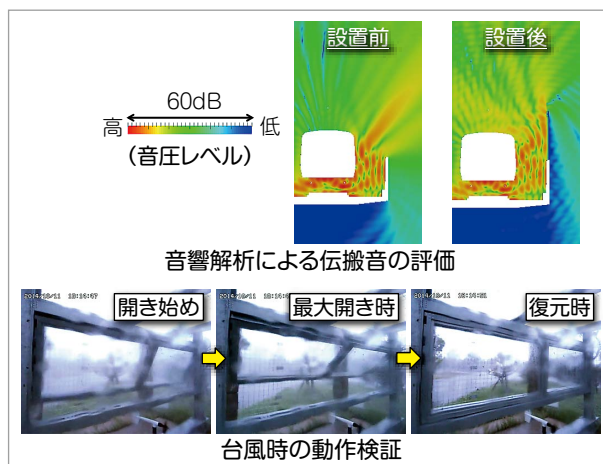 設置前
設置後
60dB
高
低
(音圧レベル)
音響解析による伝搬音の評価
開き始め
最大開き時
復元時
台風時の動作検証